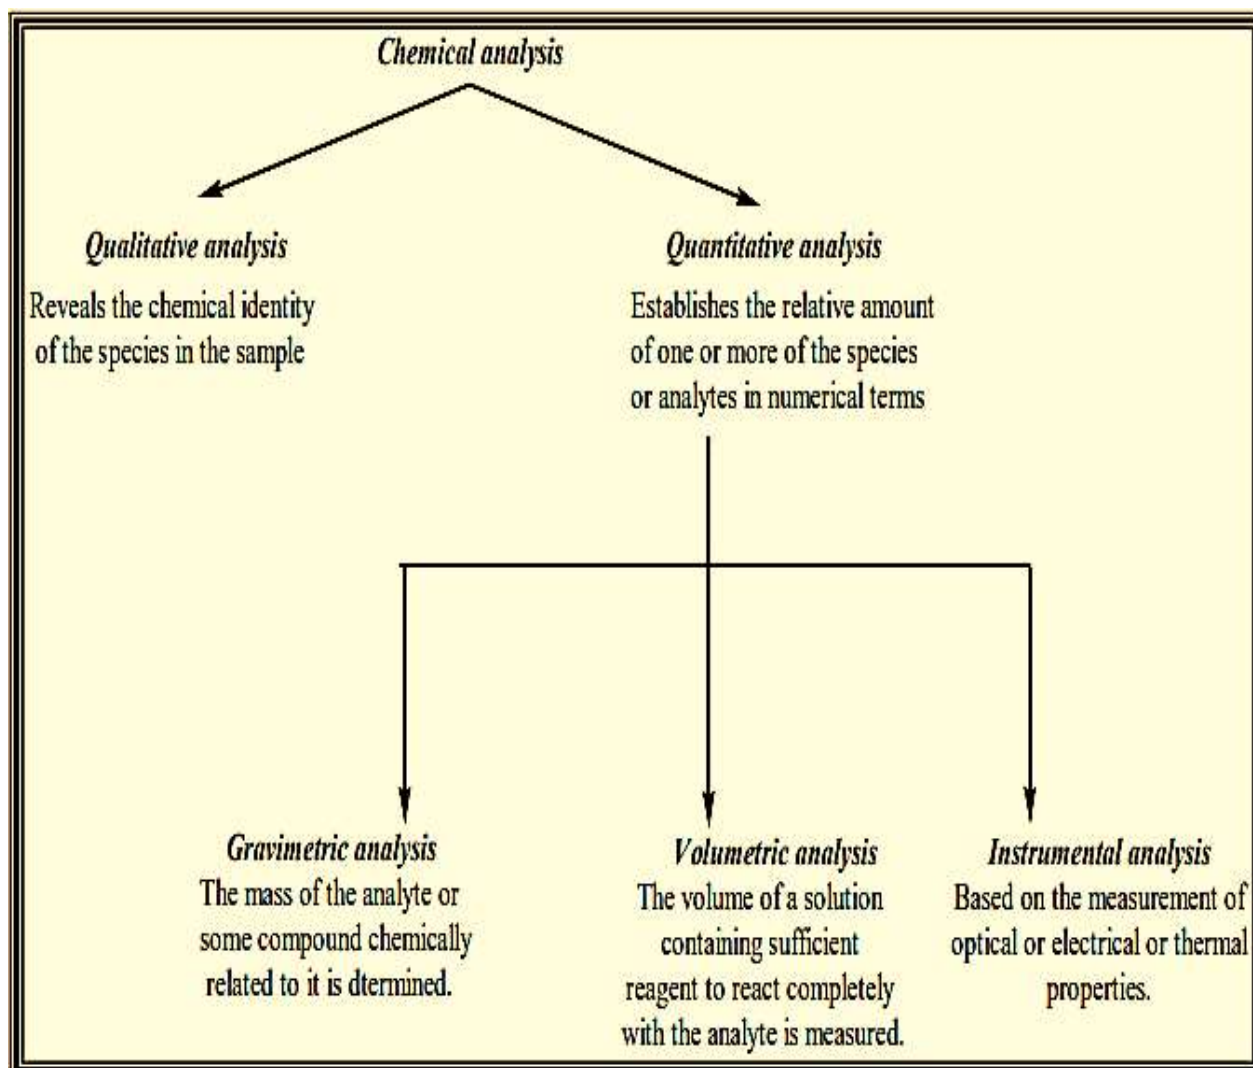 Chemical analysis
Qualitative analysis
Reveals the chemical identity
of the species in the sample
Quantitative analysis
Establishes the relative amount
of one or more of the species
or analytes in numerical terms
Gravimetric analysis
The mass of the analyte or
some compound chemically
related to it is dtermined.
Volumetric analysis
The volume of a solution
containing sufficient
reagent to react completely
with the analyte is measured.
Instrumental analysis
Based on the measurement of
optical or electrical or thermal
properties.